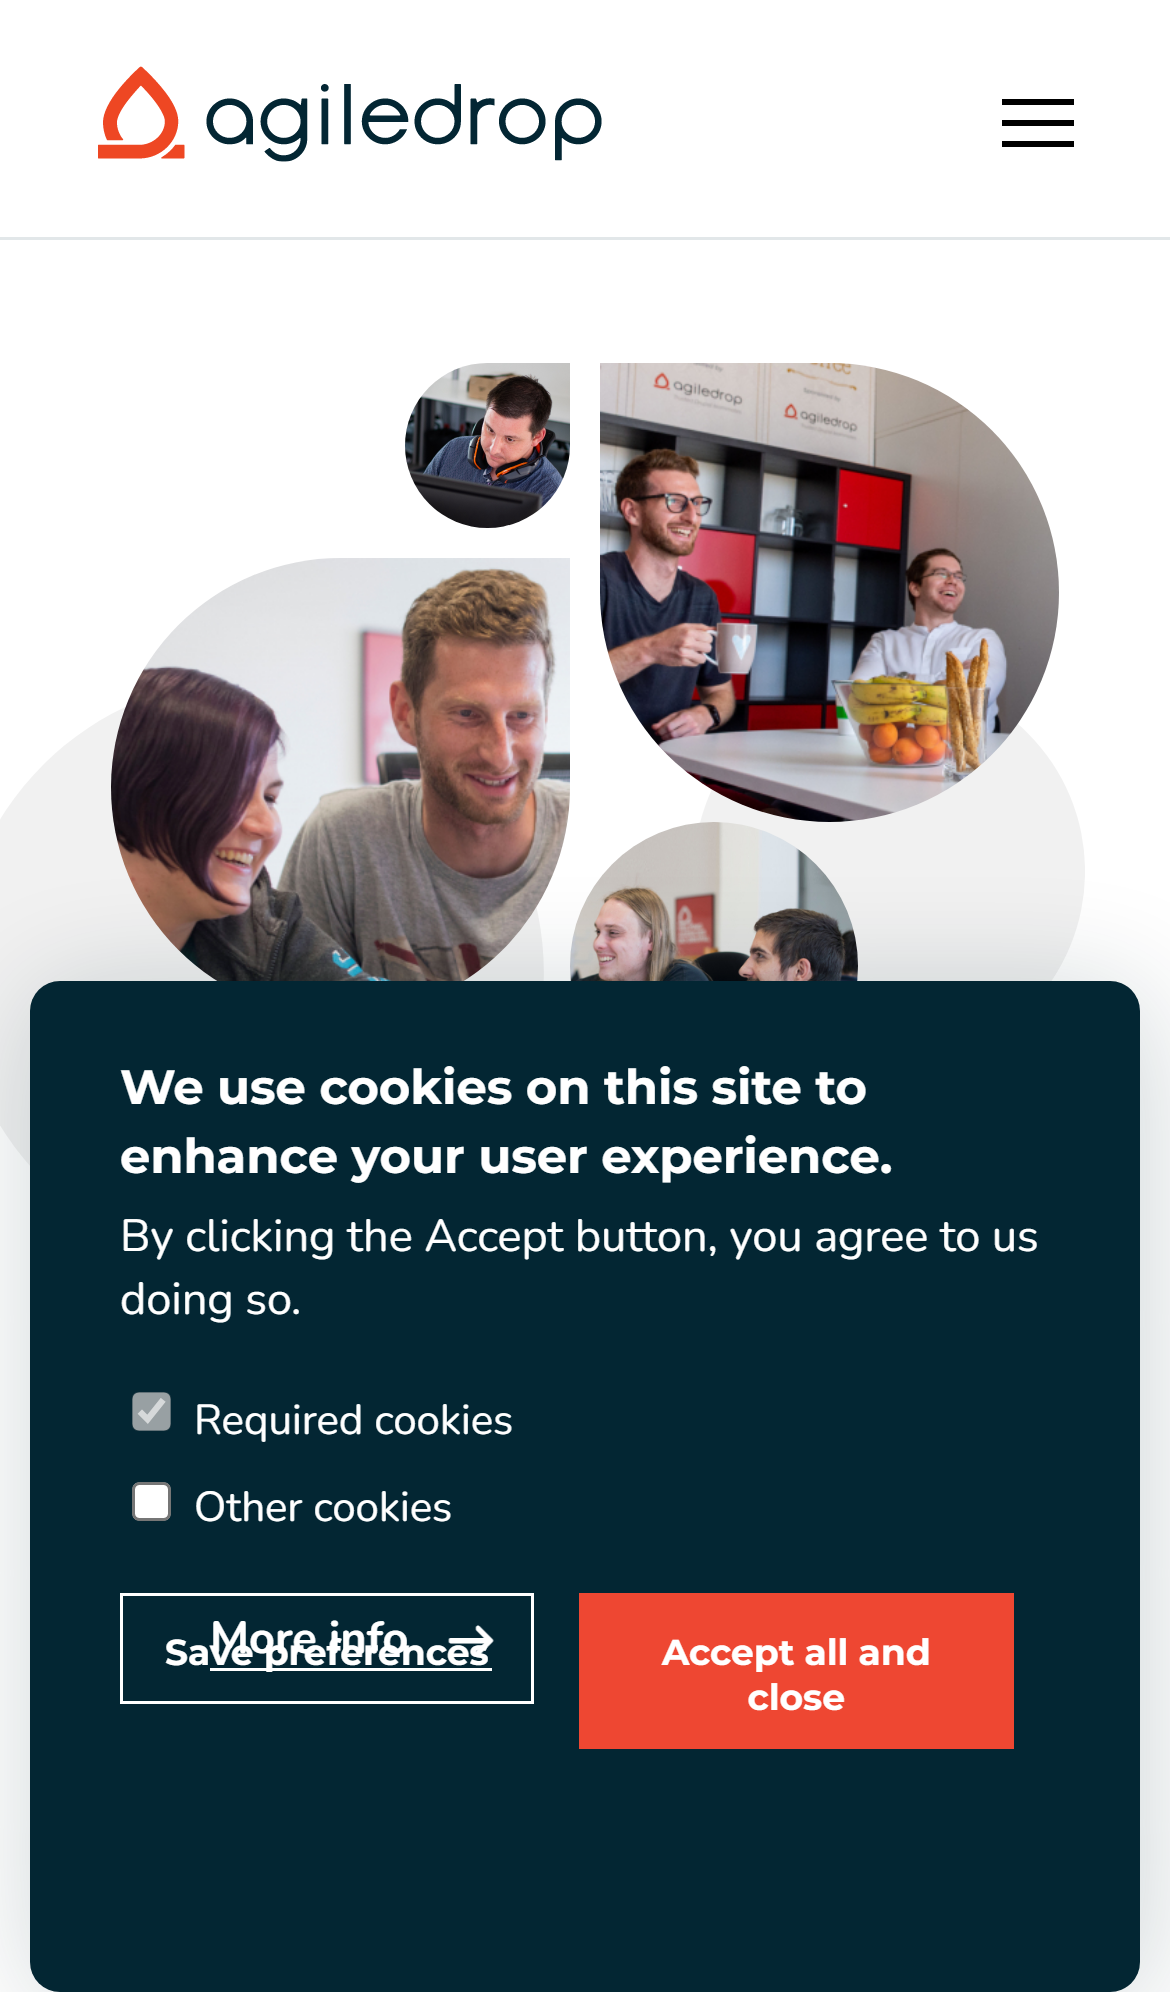 agiledrop
agiledrop
agiledrop
We use cookies on this site to
enhance your user experience.
By clicking the Accept button, you agree to us
doing so.
Required cookies
Other cookies
More info
Save preferences
Accept all and
close